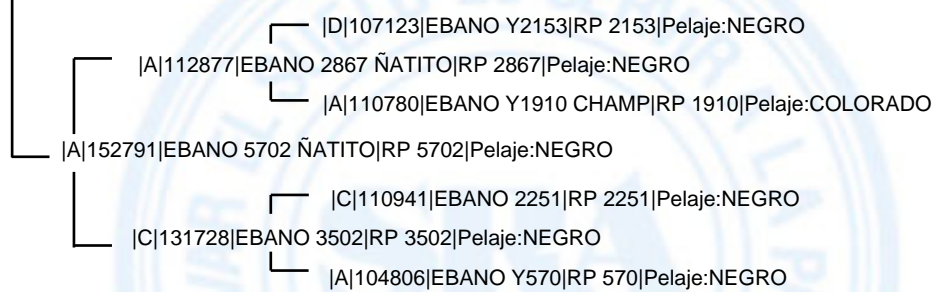 |D|107123|EBANO Y2153|RP 2153|Pelaje:NEGRO
|A|112877|EBANO 2867 ÑATITO|RP 2867|Pelaje:NEGRO
|A|110780|EBANO Y1910 CHAMP|RP 1910|Pelaje:COLORADO
|A|152791|EBANO 5702 ÑATITO|RP 5702|Pelaje:NEGRO
|C|110941|EBANO 2251|RP 2251|Pelaje:NEGRO
|C|131728|EBANO 3502|RP 3502|Pelaje:NEGRO
|A|104806|EBANO Y570|RP 570|Pelaje:NEGRO